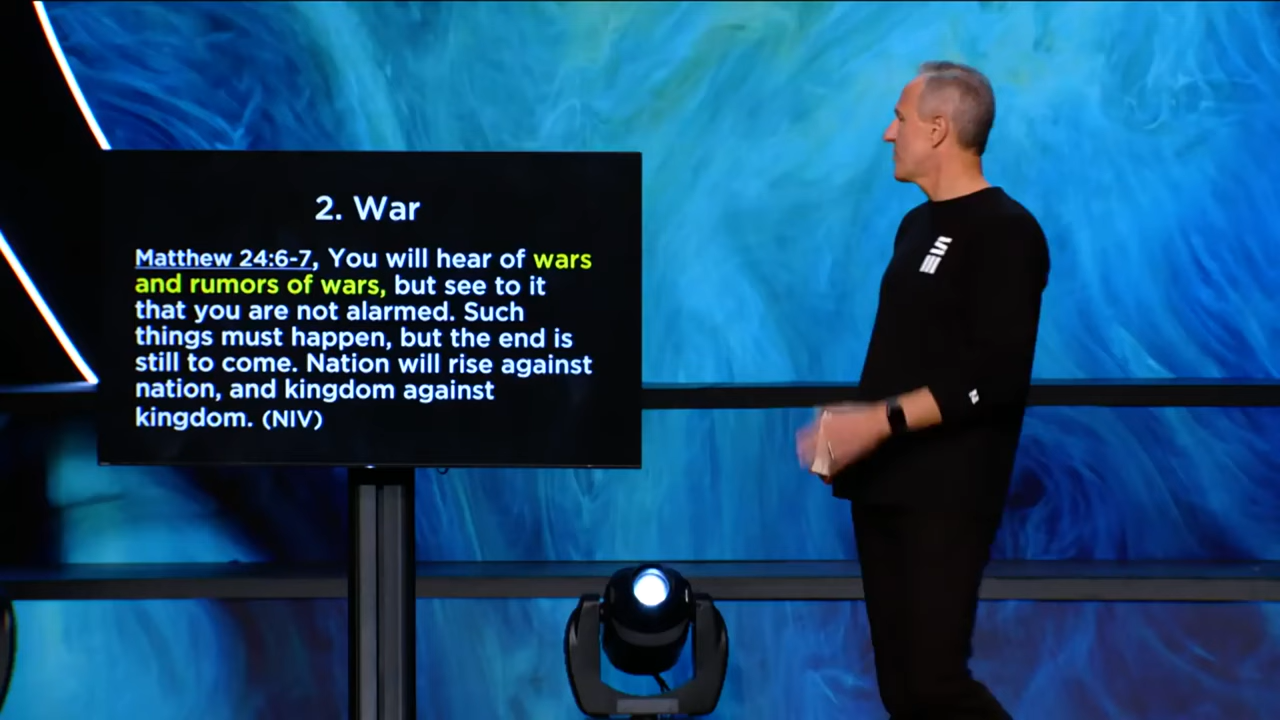 2. War
Matthew 24:6-7, You will hear of wars
and rumors of wars, but see to it
that you are not alarmed. Such
things must happen, but the end is
still to come. Nation will rise against
nation, and kingdom against
kingdom. (NIV)